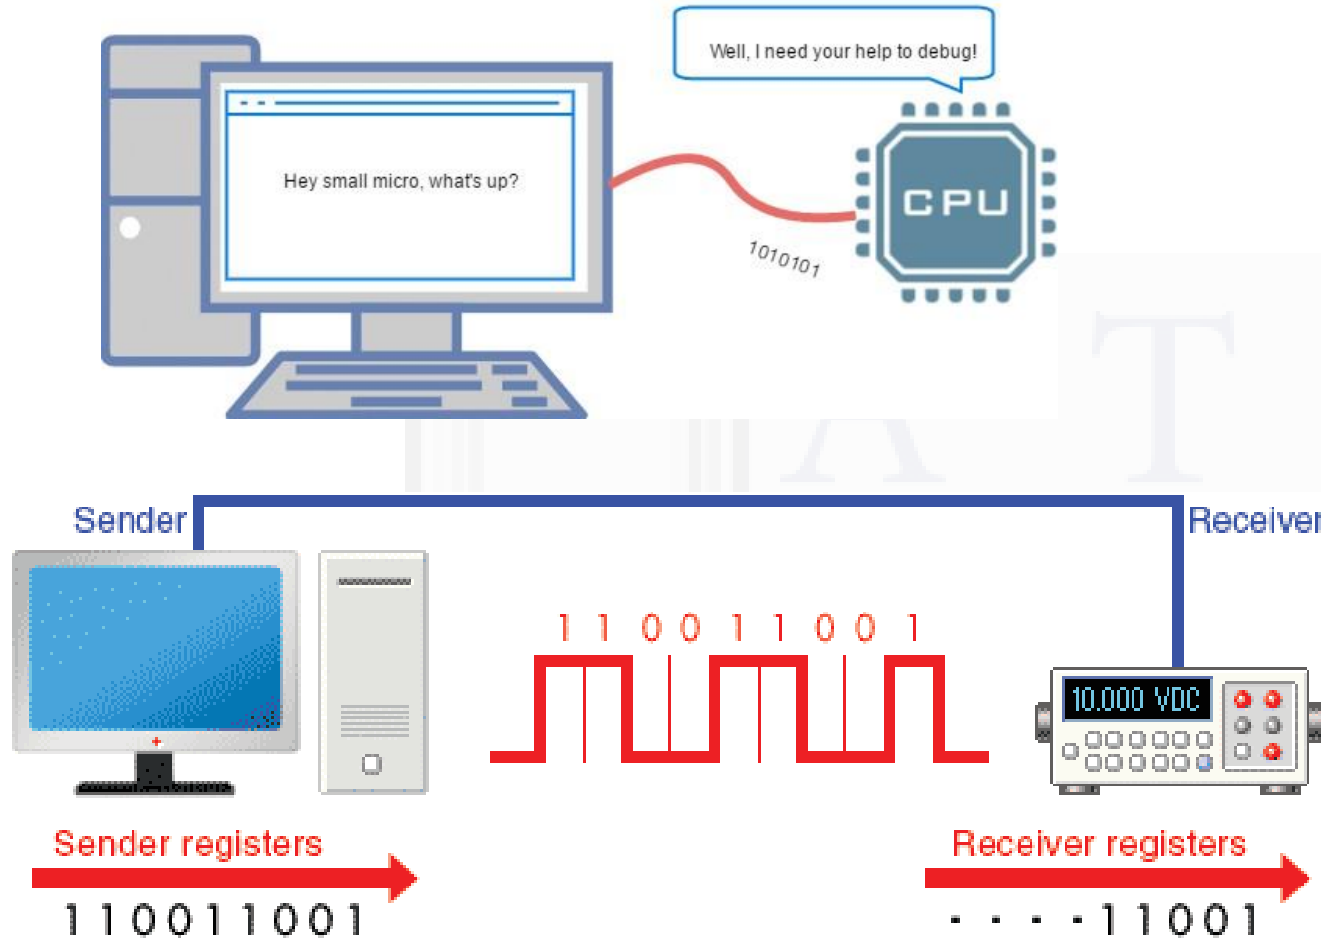 Well, I need your help to debug!
Hey small micro, what's up?
CPU
1010101
A T
Sender
Receiver
1 1 0 0 1 1 0 0 1
10.000 VDC
Sender registers
Receiver registers
110011001
· · · · 11001